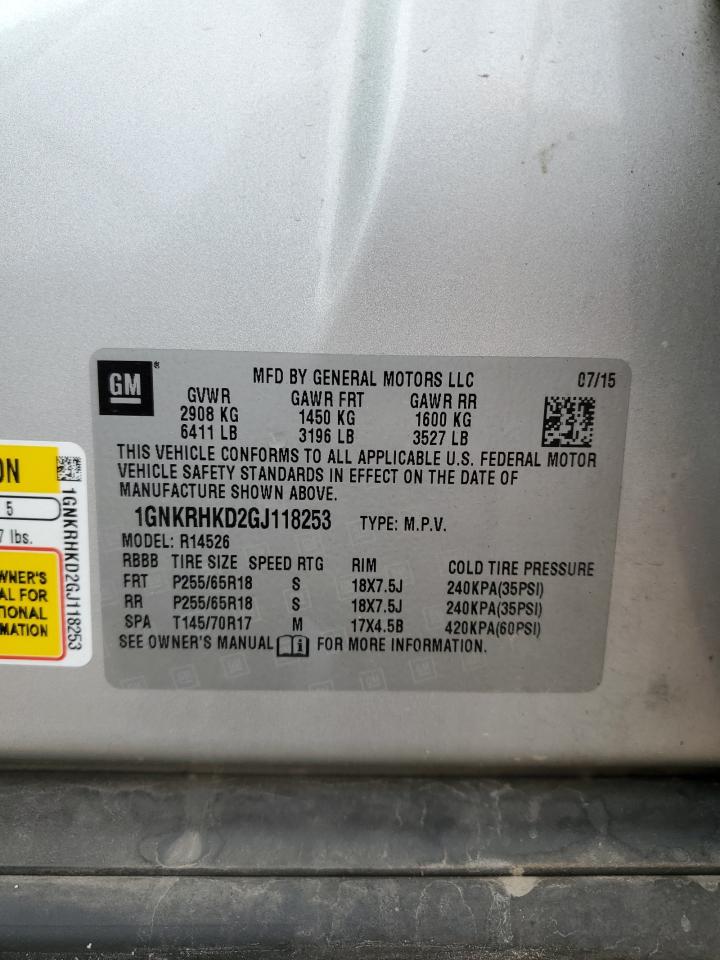 GM ® MFD BY GENERAL MOTORS LLC 07/15
GVWR GAWR FRT GAWR RR
2908 KG 1450 KG 1600 KG
6411 LB 3196 LB 3527 LB
THIS VEHICLE CONFORMS TO ALL APPLICABLE U.S. FEDERAL MOTOR
VEHICLE SAFETY STANDARDS IN EFFECT ON THE DATE OF
MANUFACTURE SHOWN ABOVE.
1GNKRHKD2GJ118253 TYPE: M.P.V.
MODEL: R14526
RBBB TIRE SIZE SPEED RTG RIM COLD TIRE PRESSURE
FRT P255/65R18 S 18X7.5J 240KPA(35PSI)
RR P255/65R18 S 18X7.5J 240KPA(35PSI)
SPA T145/70R17 M 17X4.5B 420KPA(60PSI)
SEE OWNER'S MANUAL i FOR MORE INFORMATION.
ON
5
7 lbs.
WNER'S
AL FOR
TIONAL
RMATION
1GNKRHKD2GJ118253